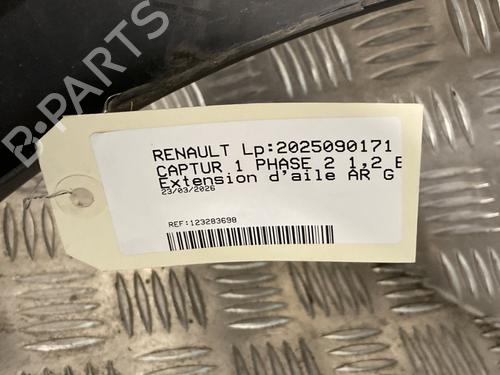 B-PARTS
RENAULT Lp:2025090171
CAPTUR 1 PHASE 2 1,2 E
Extension d'aile AR G
23/03/2026
REF:123283698